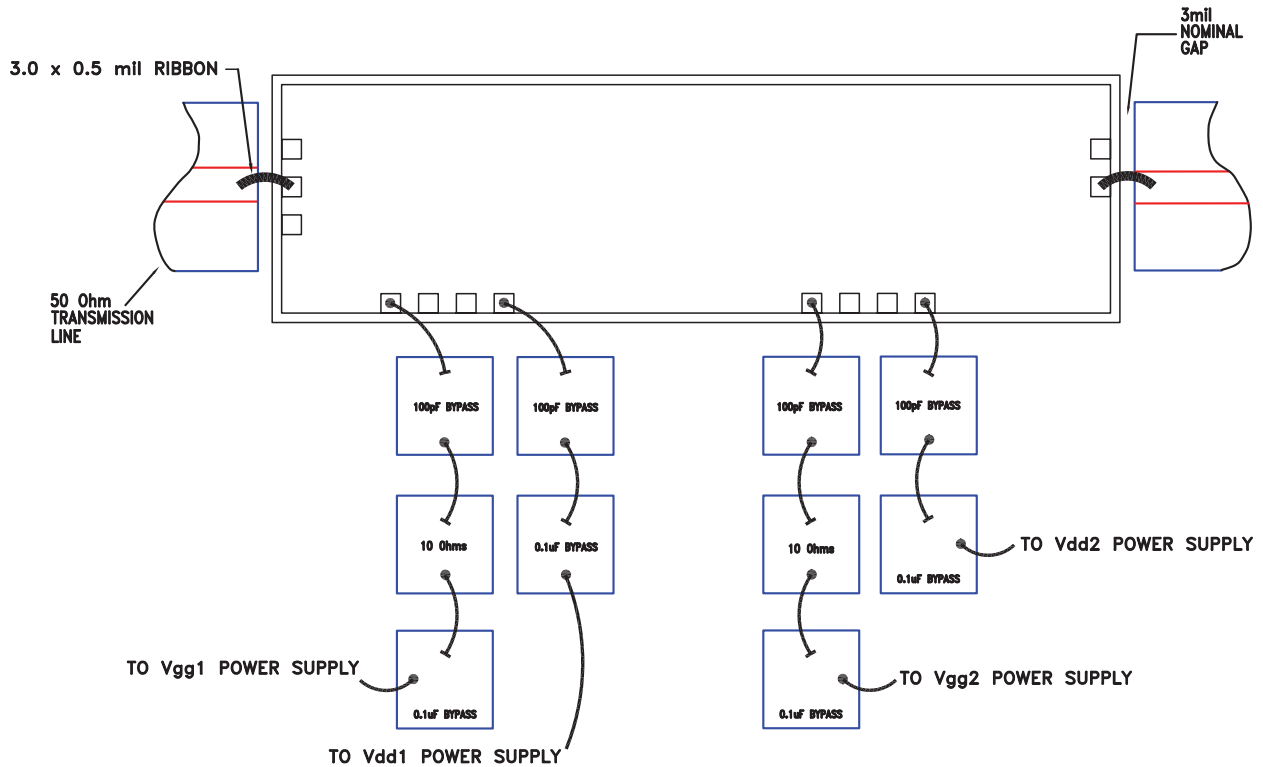 3mil
NOMINAL
GAP
3.0 x 0.5 mil RIBBON
50 Ohm
TRANSMISSION
LINE
100pF BYPASS
100pF BYPASS
100pF BYPASS
100pF BYPASS
10 Ohms
0.1uF BYPASS
10 Ohms
TO Vdd2 POWER SUPPLY
0.1uF BYPASS
TO Vgg1 POWER SUPPLY
TO Vgg2 POWER SUPPLY
0.1uF BYPASS
0.1uF BYPASS
TO Vdd1 POWER SUPPLY